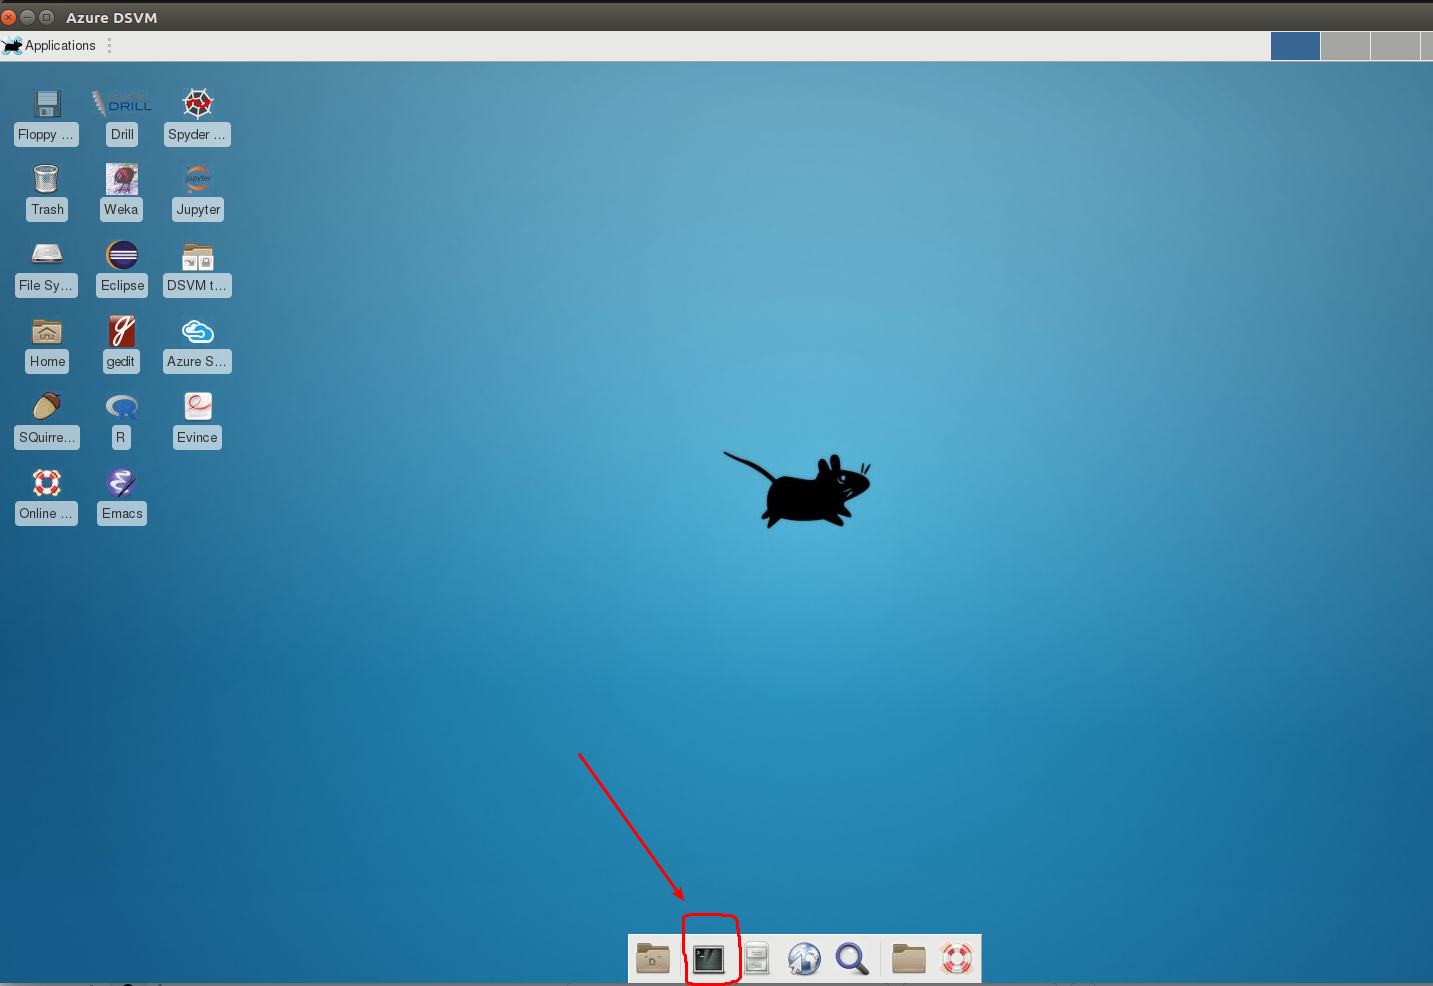 Azure DSVM
Applications
DRILL
Floppy ...
Drill
Spyder ...
jupyter
Trash
Weka
Jupyter
File Sy...
Eclipse
DSVM t...
Home
gedit
Azure S...
SQuirre...
R
Evince
Online ...
Emacs